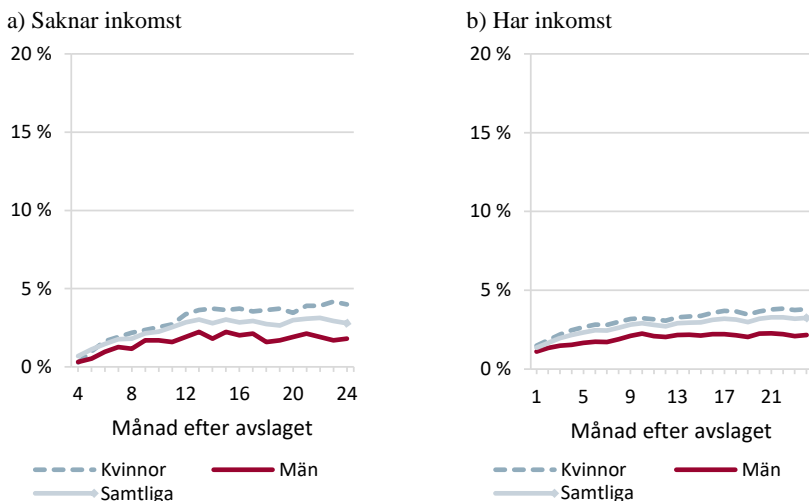 a) Saknar inkomst
20 %
15 %
10 %
5 %
0 %
4 8 12 16 20 24
Månad efter avslaget
Kvinnor Män
Samtliga
b) Har inkomst
20 %
15 %
10 %
5 %
0 %
1 5 9 13 17 21
Månad efter avslaget
Kvinnor Män
Samtliga